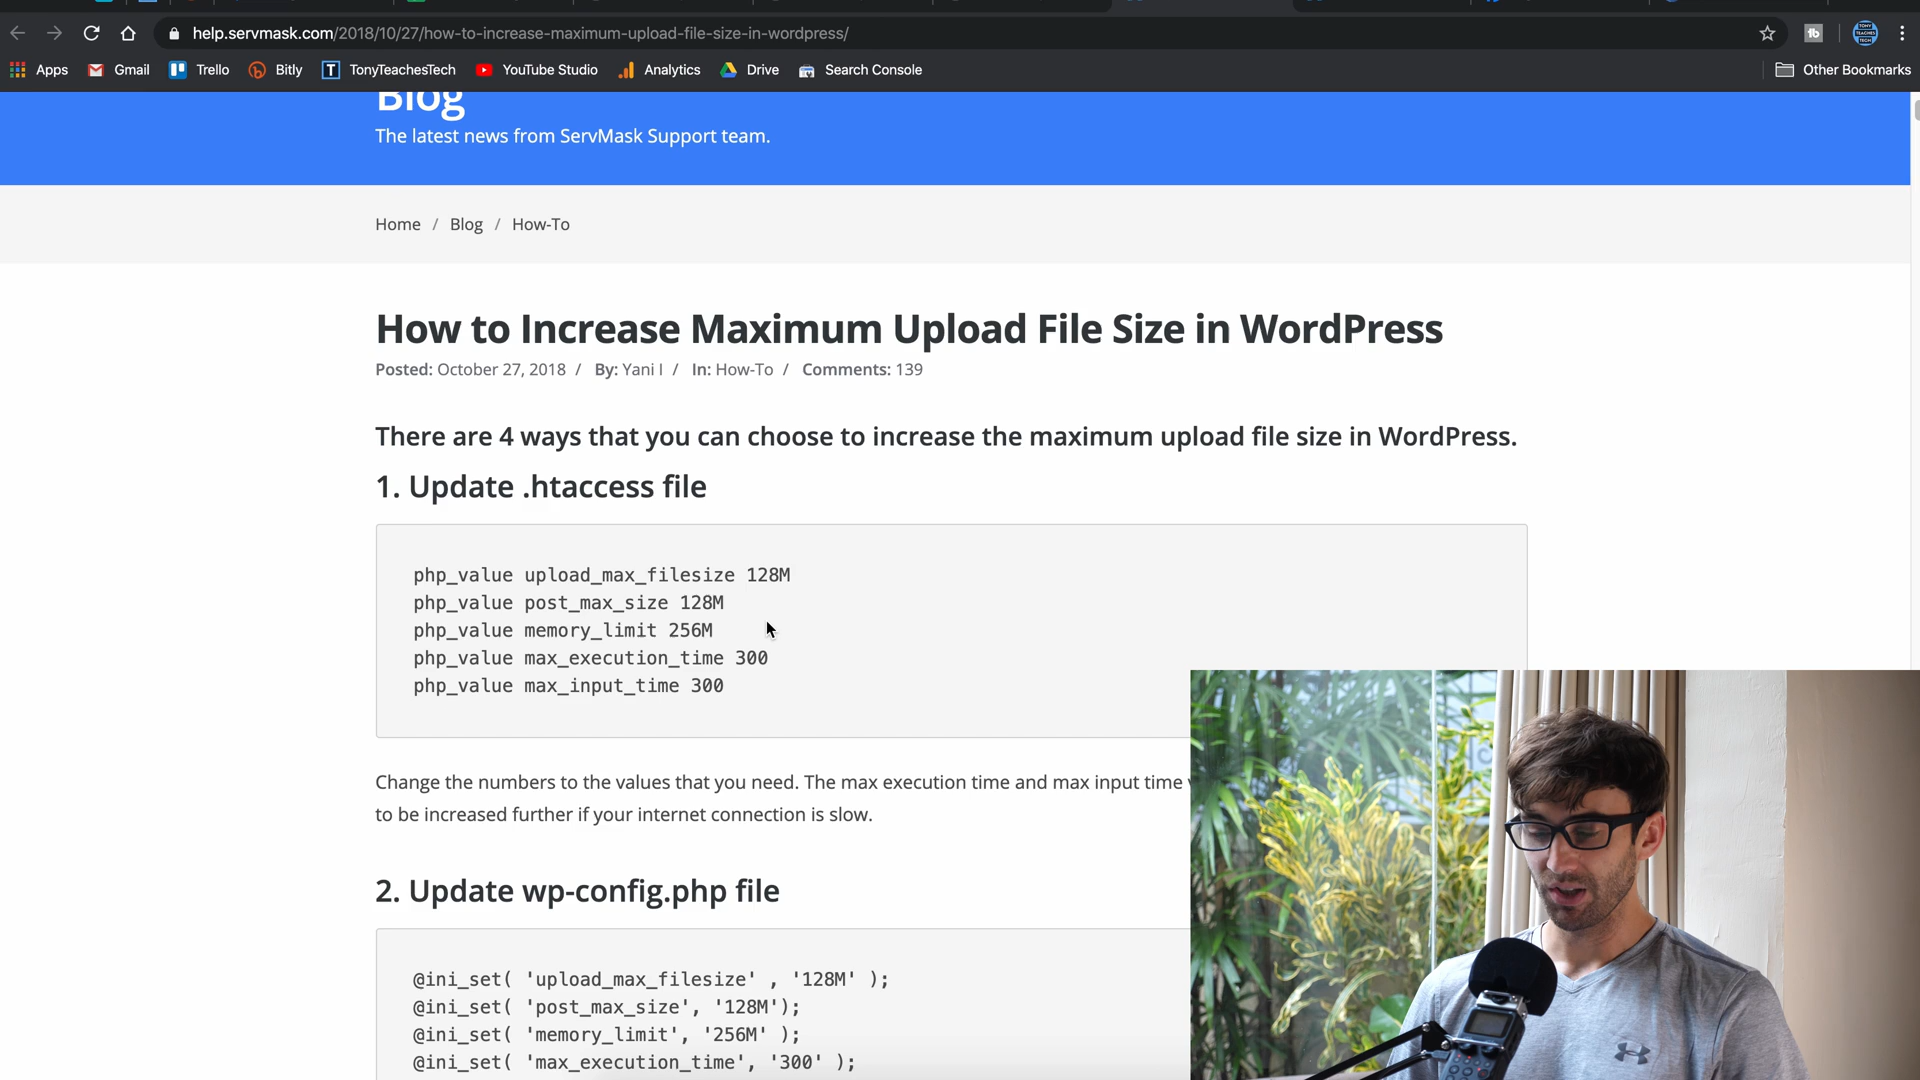 help.servmask.com/2018/10/27/how-to-increase-maximum-upload-file-size-in-wordpress/
tb
TONY TEACHES TECH
Apps Gmail Trello Bitly T TonyTeachesTech YouTube Studio Analytics Drive Search Console Other Bookmarks
Blog
The latest news from ServMask Support team.
Home / Blog / How-To
How to Increase Maximum Upload File Size in WordPress
Posted: October 27, 2018 / By: Yani I / In: How-To / Comments: 139
There are 4 ways that you can choose to increase the maximum upload file size in WordPress.
1. Update .htaccess file
php_value upload_max_filesize 128M
php_value post_max_size 128M
php_value memory_limit 256M
php_value max_execution_time 300
php_value max_input_time 300
Change the numbers to the values that you need. The max execution time and max input time
to be increased further if your internet connection is slow.
2. Update wp-config.php file
@ini_set( 'upload_max_filesize' , '128M' );
@ini_set( 'post_max_size', '128M');
@ini_set( 'memory_limit', '256M' );
@ini_set( 'max_execution_time', '300' );